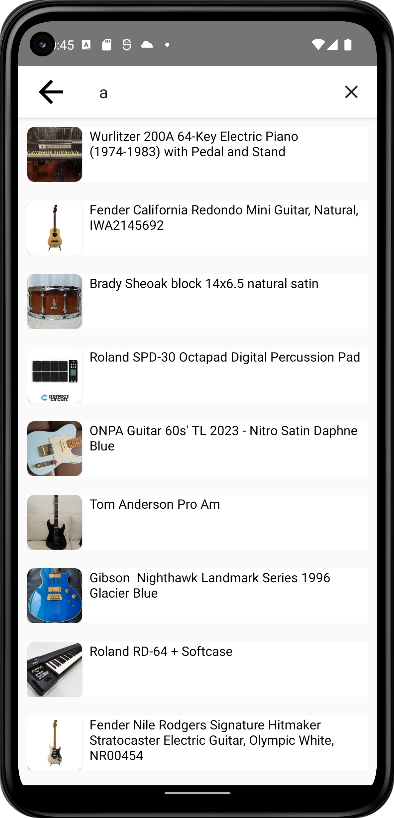 :45
a
Wurlitzer 200A 64-Key Electric Piano
(1974-1983) with Pedal and Stand
Fender California Redondo Mini Guitar, Natural,
IWA2145692
Brady Sheoak block 14x6.5 natural satin
Roland SPD-30 Octapad Digital Percussion Pad
ONPA Guitar 60s' TL 2023 - Nitro Satin Daphne
Blue
Tom Anderson Pro Am
Gibson  Nighthawk Landmark Series 1996
Glacier Blue
Roland RD-64 + Softcase
Fender Nile Rodgers Signature Hitmaker
Stratocaster Electric Guitar, Olympic White,
NR00454